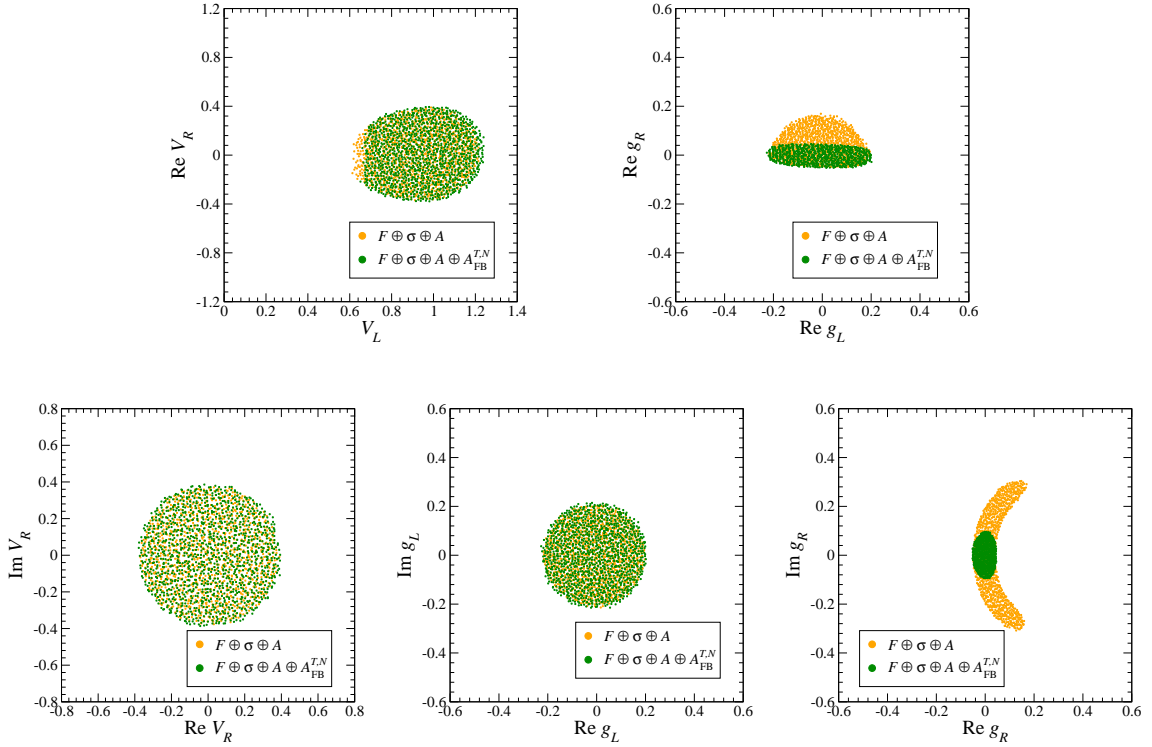 1.2
0.8
0.4
0
-0.4
-0.8
-1.2
Re V_R
0 0.2 0.4 0.6 0.8 1 1.2 1.4
V_L
F ⊕ σ ⊕ A
F ⊕ σ ⊕ A ⊕ A_FB^T,N
0.6
0.4
0.2
0
-0.2
-0.4
-0.6
Re g_R
-0.6 -0.4 -0.2 0 0.2 0.4 0.6
Re g_L
F ⊕ σ ⊕ A
F ⊕ σ ⊕ A ⊕ A_FB^T,N
0.8
0.6
0.4
0.2
0
-0.2
-0.4
-0.6
-0.8
Im V_R
-0.8 -0.6 -0.4 -0.2 0 0.2 0.4 0.6 0.8
Re V_R
F ⊕ σ ⊕ A
F ⊕ σ ⊕ A ⊕ A_FB^T,N
0.6
0.4
0.2
0
-0.2
-0.4
-0.6
Im g_L
-0.6 -0.4 -0.2 0 0.2 0.4 0.6
Re g_L
F ⊕ σ ⊕ A
F ⊕ σ ⊕ A ⊕ A_FB^T,N
0.6
0.4
0.2
0
-0.2
-0.4
-0.6
Im g_R
-0.6 -0.4 -0.2 0 0.2 0.4 0.6
Re g_R
F ⊕ σ ⊕ A
F ⊕ σ ⊕ A ⊕ A_FB^T,N